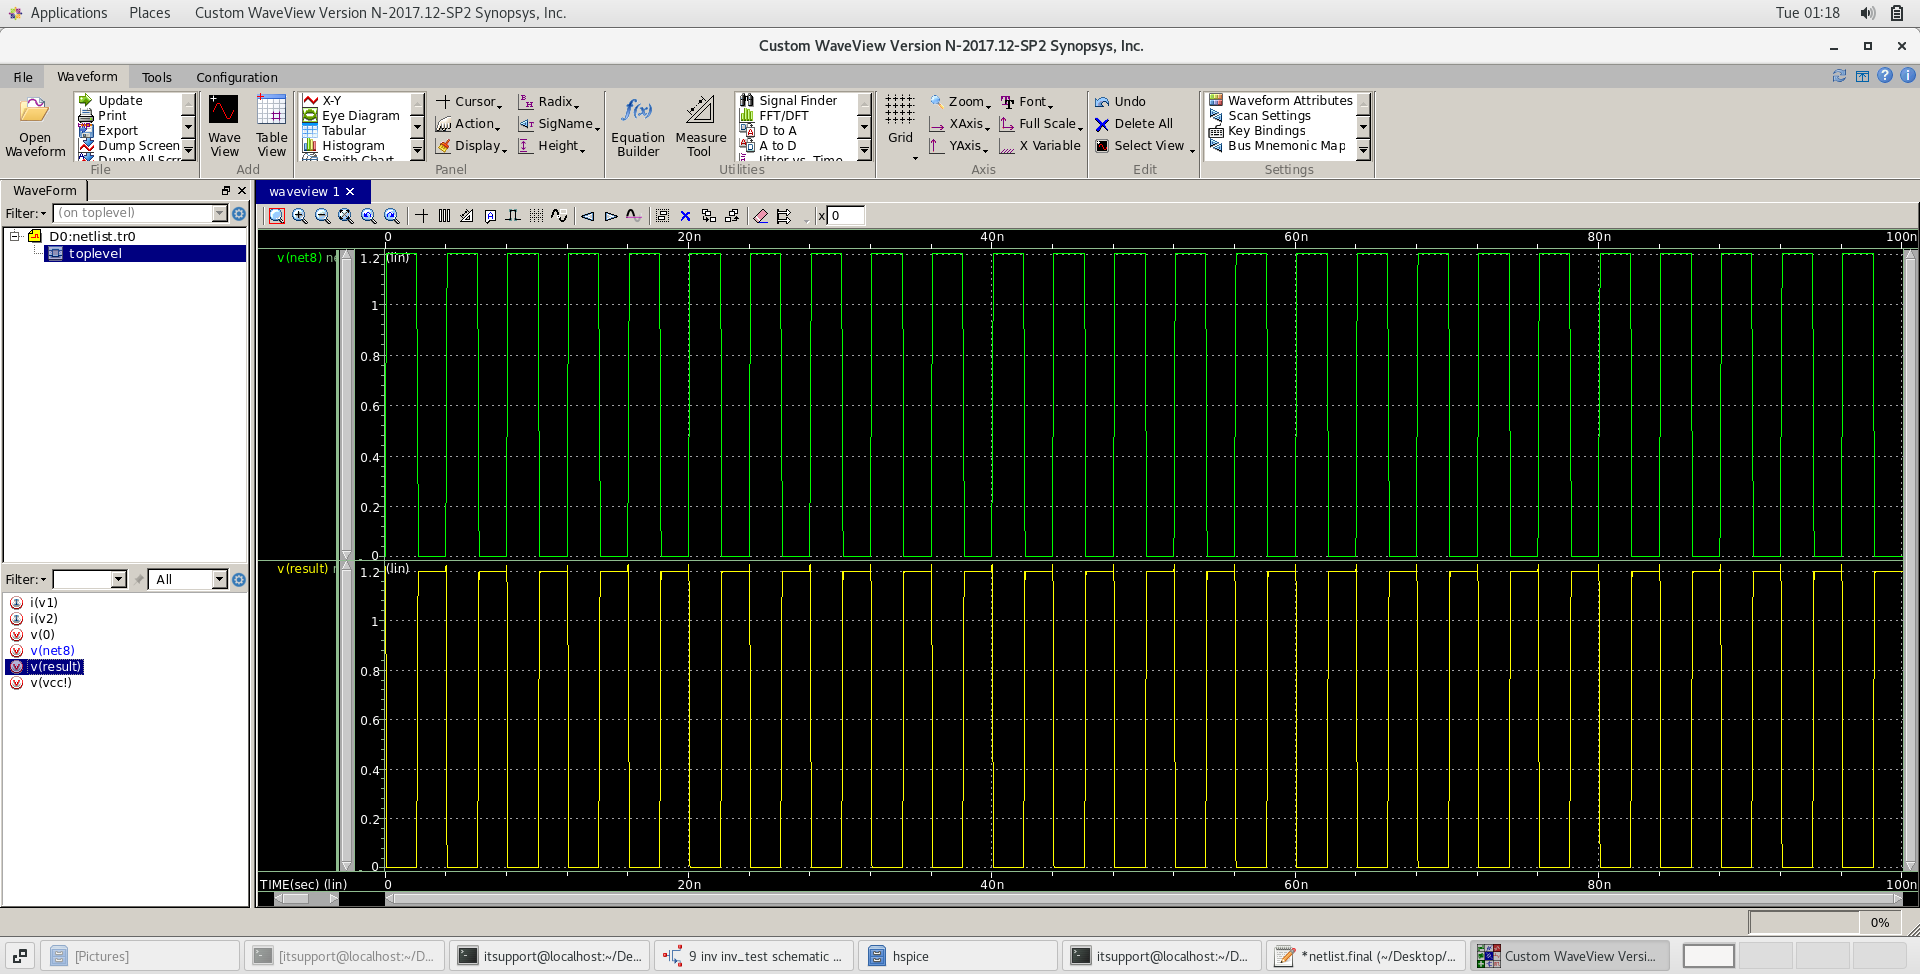 Applications Places Custom WaveView Version N-2017.12-SP2 Synopsys, Inc. Tue 01:18
Custom WaveView Version N-2017.12-SP2 Synopsys, Inc.
File Waveform Tools Configuration
Open Waveform
Update
Print
Export
Dump Screen
Dump All Scr
File
Wave View
Table View
Add
X-Y
Eye Diagram
Tabular
Histogram
Smith Chart
Cursor
Action
Display
Radix
SigName
Height
Panel
f(x)
Equation Builder
Measure Tool
Signal Finder
FFT/DFT
D to A
A to D
Jitter vs. Time
Utilities
Grid
Zoom
XAxis
YAxis
Font
Full Scale
X Variable
Axis
Undo
Delete All
Select View
Edit
Waveform Attributes
Scan Settings
Key Bindings
Bus Mnemonic Map
Settings
WaveForm
Filter: (on toplevel)
D0:netlist.tr0
toplevel
Filter: All
i(v1)
i(v2)
v(0)
v(net8)
v(result)
v(vcc!)
waveview 1
x 0
0 20n 40n 60n 80n 100n
v(net8) ne
(lin)
1.2
1
0.8
0.6
0.4
0.2
0
v(result)
(lin)
1.2
1
0.8
0.6
0.4
0.2
0
TIME(sec) (lin) 0 20n 40n 60n 80n 100n
0%
[Pictures] [itsupport@localhost:~/D... itsupport@localhost:~/De... 9 inv inv_test schematic ... hspice itsupport@localhost:~/D... *netlist.final (~/Desktop/... Custom WaveView Versi...